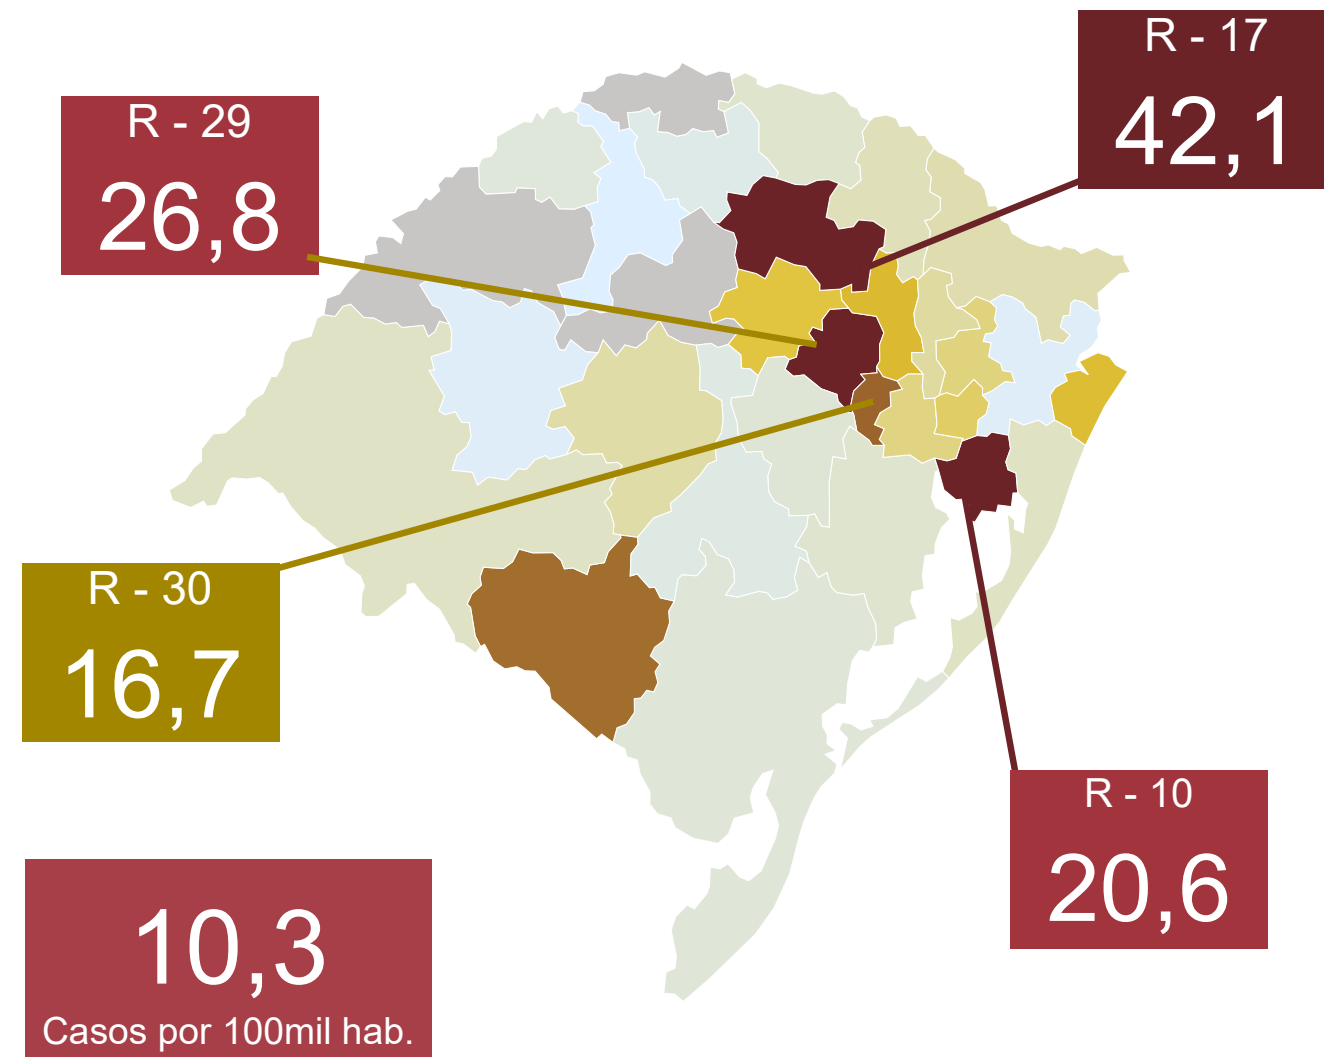 R - 17
42,1
R - 29
26,8
R - 30
16,7
R - 10
20,6
10,3
Casos por 100mil hab.